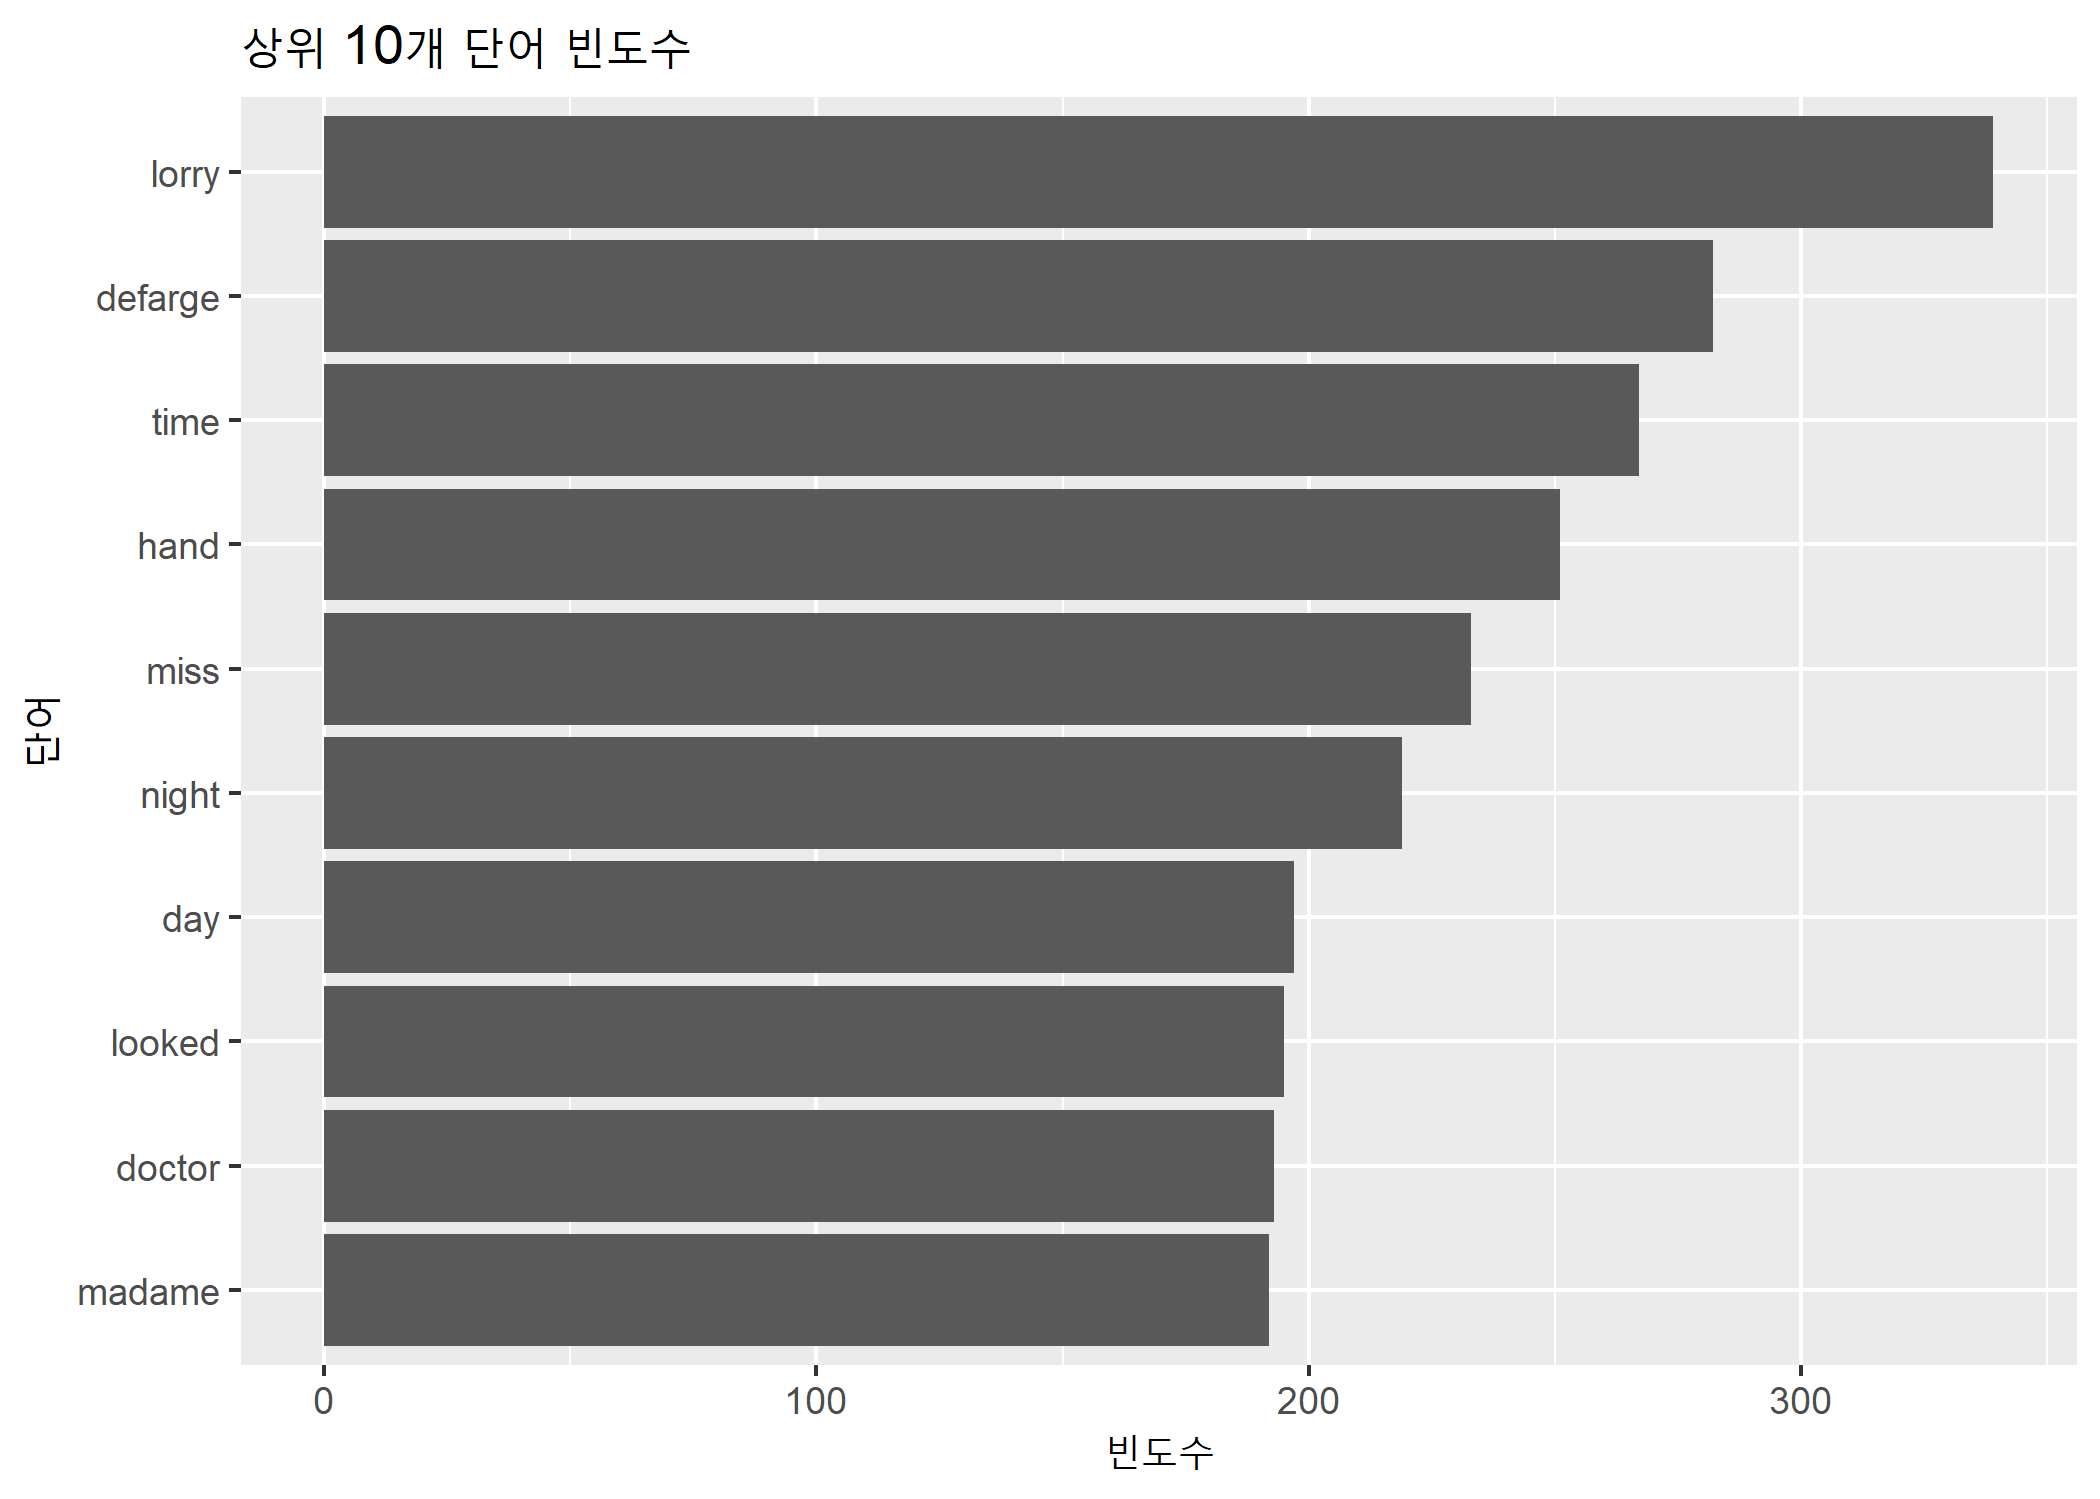 상위 10개 단어 빈도수
lorry
defarge
time
hand
miss
night
day
looked
doctor
madame
단어
0 100 200 300
빈도수